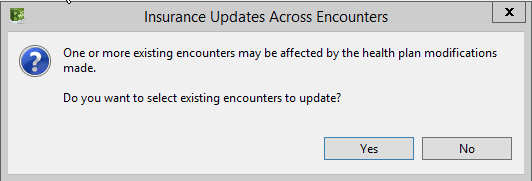 Insurance Updates Across Encounters
X
One or more existing encounters may be affected by the health plan modifications
made.
Do you want to select existing encounters to update?
Yes
No